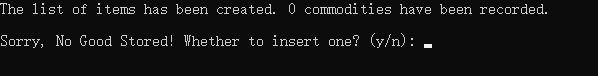 The list of items has been created. 0 commodities have been recorded.
Sorry, No Good Stored! Whether to insert one? (y/n):